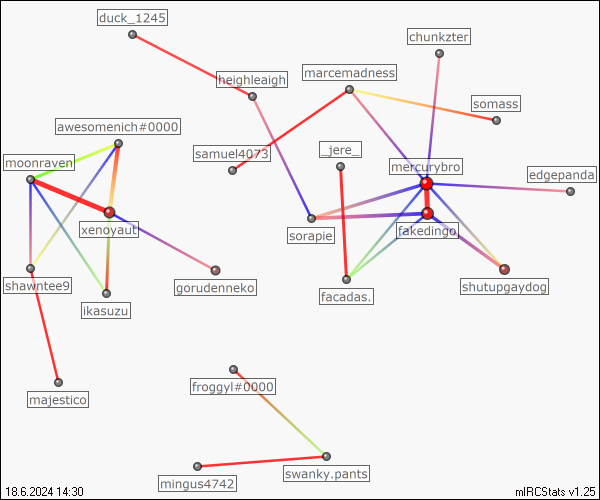 duck_1245
chunkzter
heighleaigh
marcemadness
somass
awesomenich#0000
samuel4073
_jere_
moonraven
mercurybro
edgepanda
xenoyaut
sorapie
fakedingo
shawntee9
gorudenneko
facadas.
shutupgaydog
ikasuzu
majestico
froggyl#0000
mingus4742
swanky.pants
18.6.2024 14:30
mIRCStats v1.25